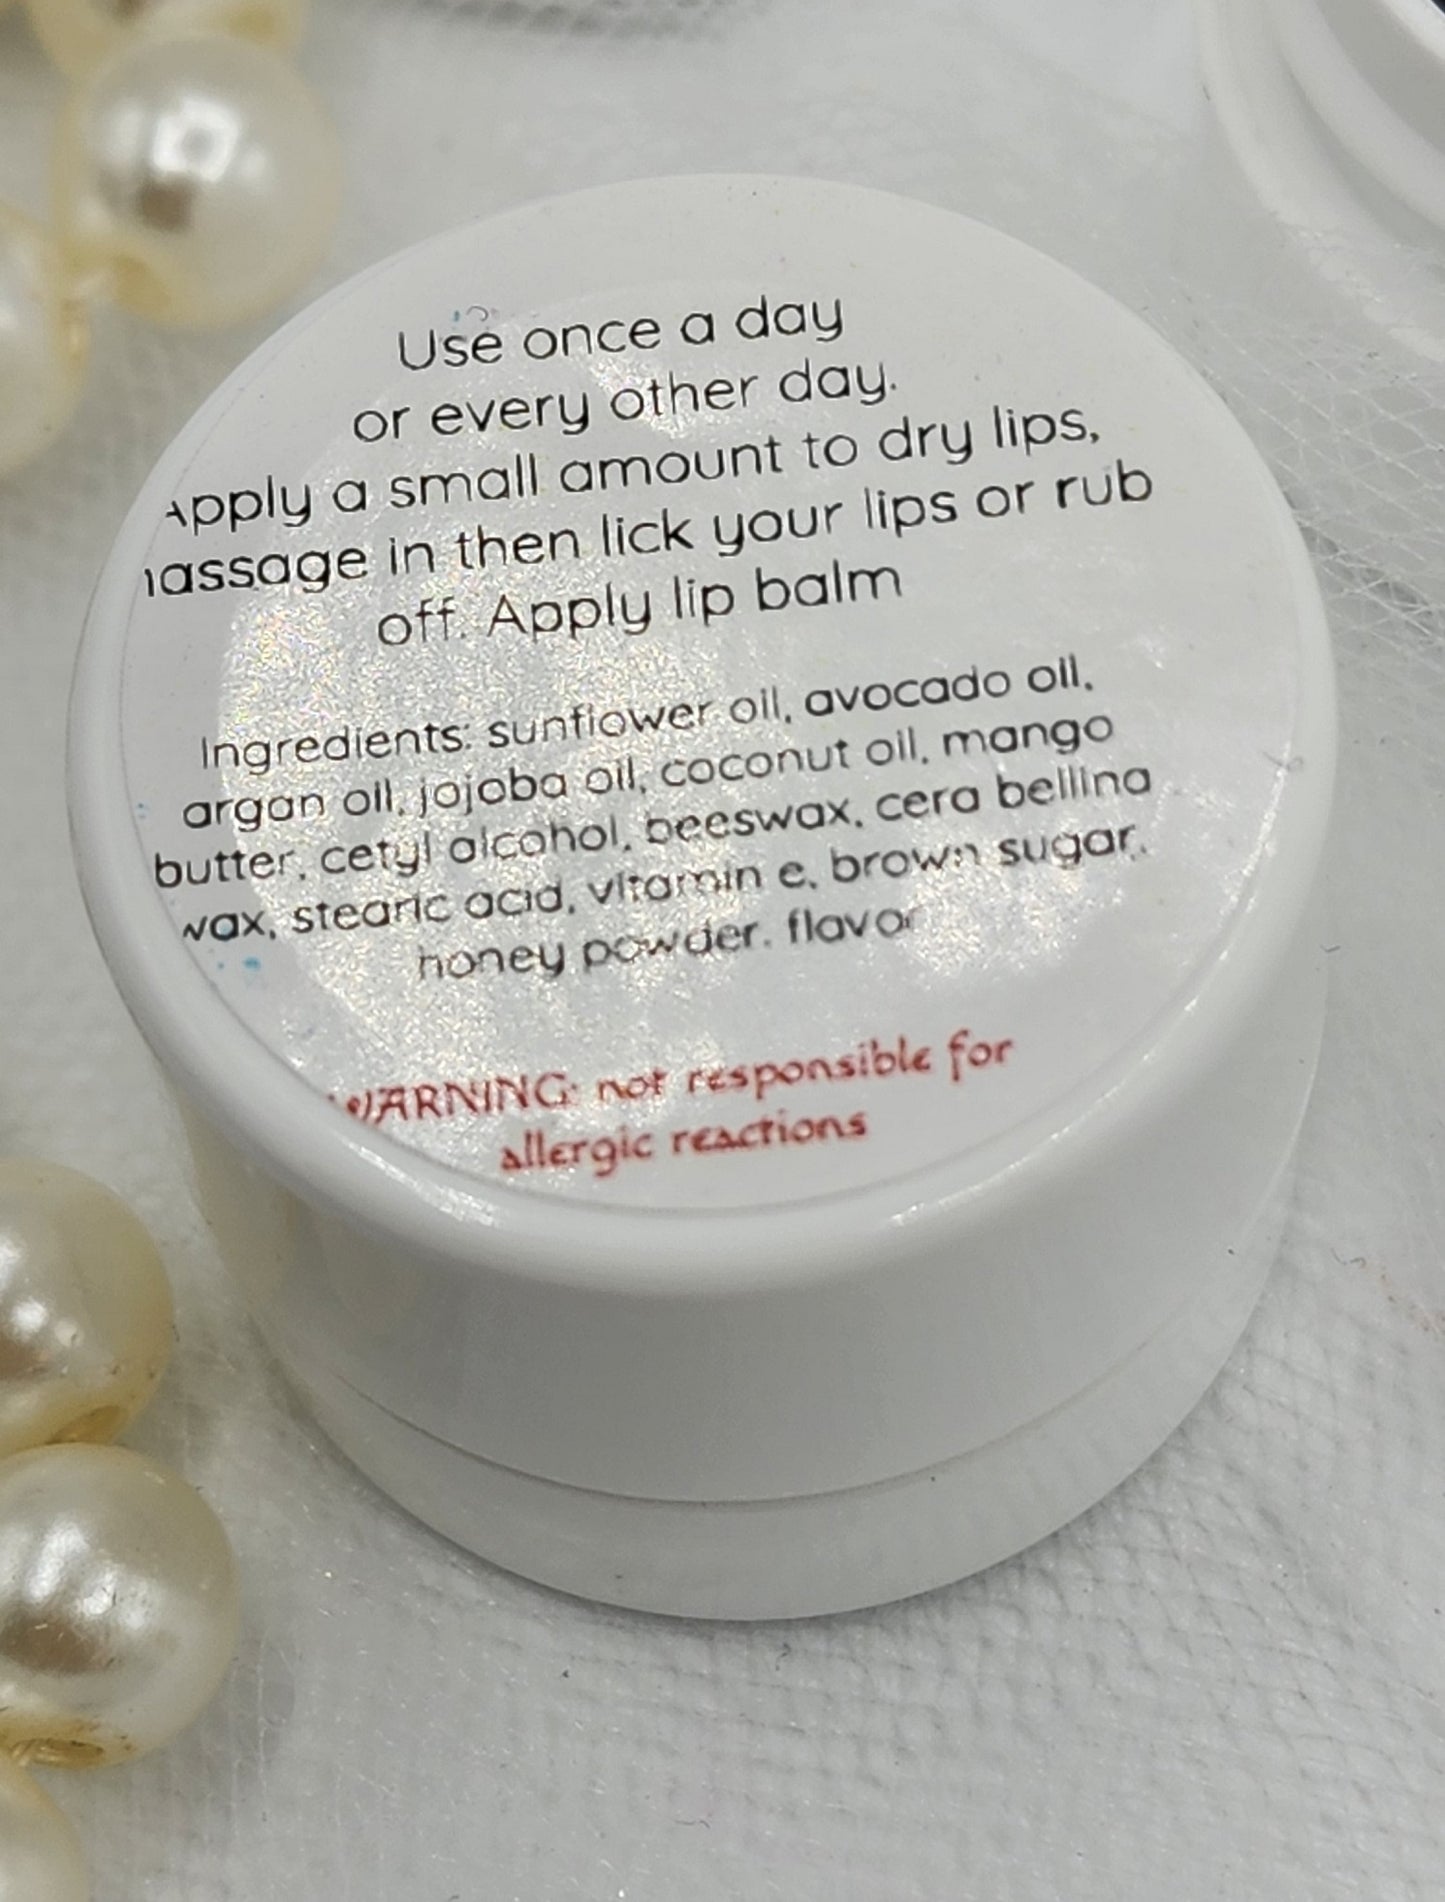 Use once a day
or every other day.
Apply a small amount to dry lips,
massage in then lick your lips or rub
off. Apply lip balm
Ingredients: sunflower oil, avocado oil,
argan oil, jojoba oil, coconut oil, mango
butter, cetyl alcohol, beeswax, cera bellina
wax, stearic acid, vitamin e, brown sugar,
honey powder, flavor
WARNING: not responsible for
allergic reactions